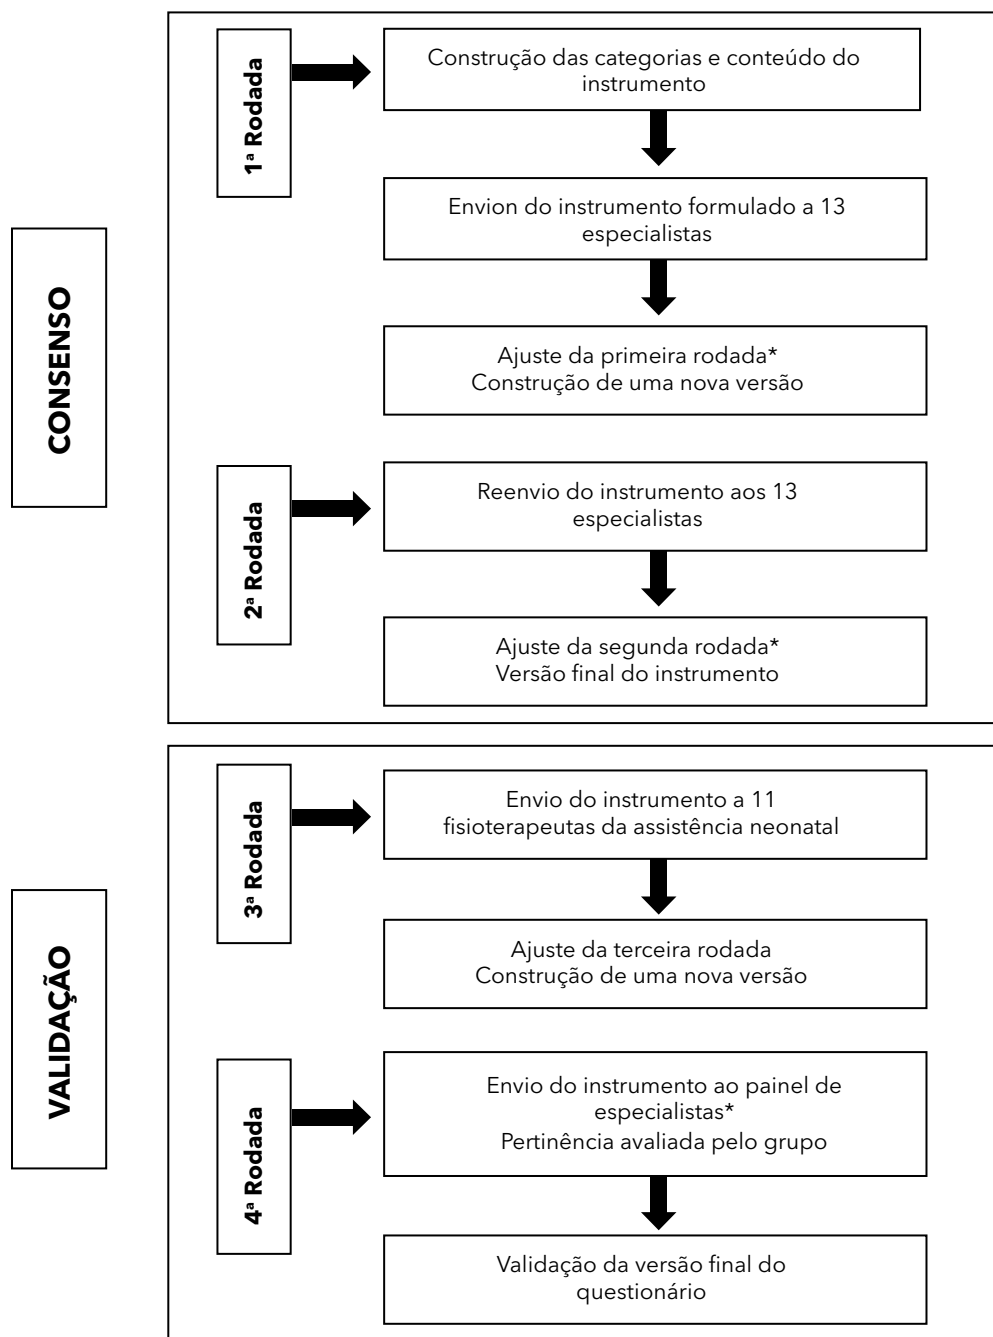 CONSENSO
1ª Rodada
Construção das categorias e conteúdo do
instrumento
Envion do instrumento formulado a 13
especialistas
Ajuste da primeira rodada*
Construção de uma nova versão
2ª Rodada
Reenvio do instrumento aos 13
especialistas
Ajuste da segunda rodada*
Versão final do instrumento
VALIDAÇÃO
3ª Rodada
Envio do instrumento a 11
fisioterapeutas da assistência neonatal
Ajuste da terceira rodada
Construção de uma nova versão
4ª Rodada
Envio do instrumento ao painel de
especialistas*
Pertinência avaliada pelo grupo
Validação da versão final do
questionário